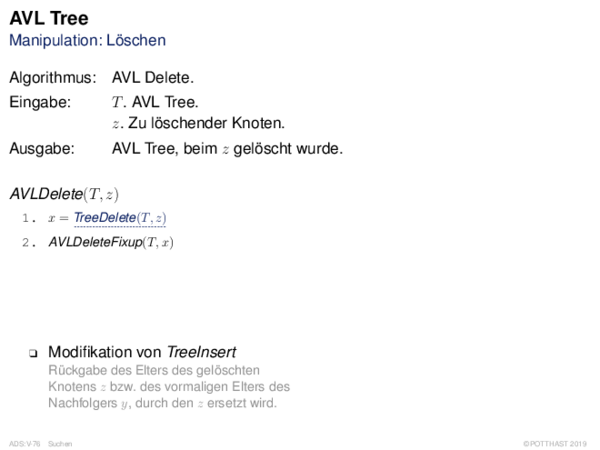 AVL Tree
Manipulation: Löschen
Algorithmus: AVL Delete.
Eingabe: T. AVL Tree.
z. Zu löschender Knoten.
Ausgabe: AVL Tree, beim z gelöscht wurde.
AVLDelete(T, z)
1. x = TreeDelete(T, z)
2. AVLDeleteFixup(T, x)
❑ Modifikation von TreeInsert
Rückgabe des Elters des gelöschten
Knotens z bzw. des vormaligen Elters des
Nachfolgers y, durch den z ersetzt wird.
ADS:V-76 Suchen ©POTTHAST 2019